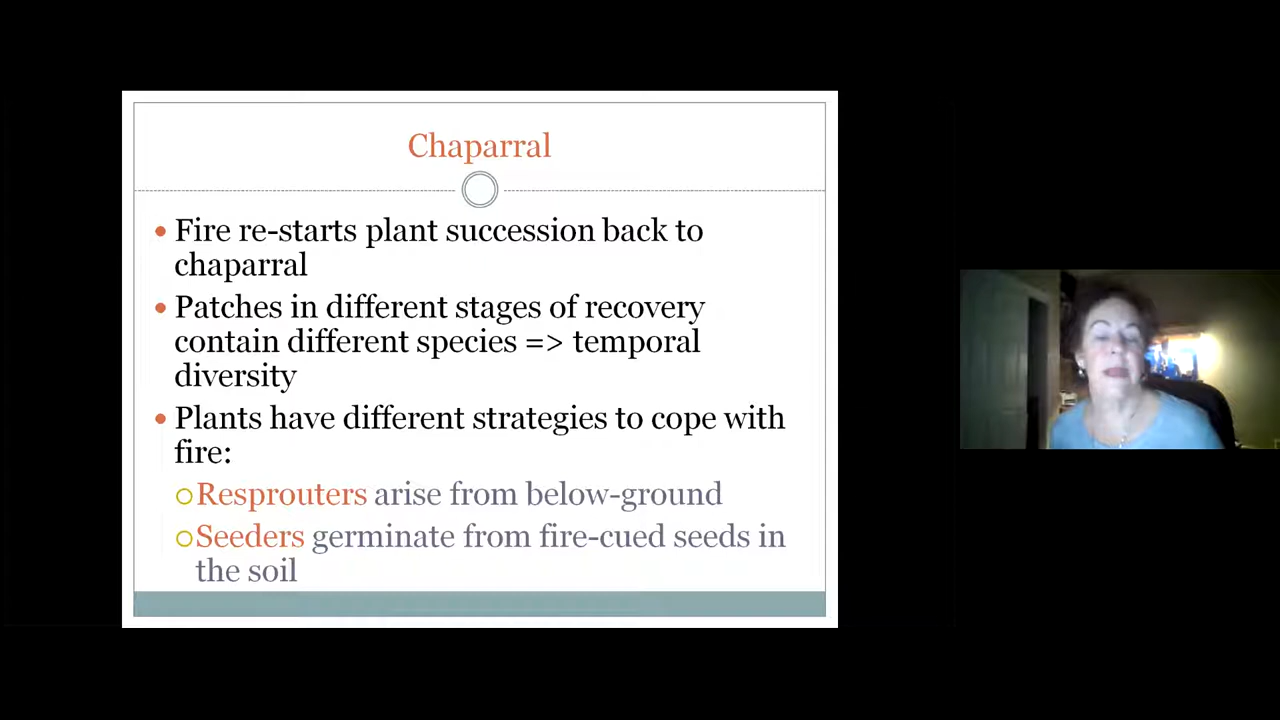 Chaparral
• Fire re-starts plant succession back to
chaparral
• Patches in different stages of recovery
contain different species => temporal
diversity
• Plants have different strategies to cope with
fire:
○Resprouters arise from below-ground
○Seeders germinate from fire-cued seeds in
the soil